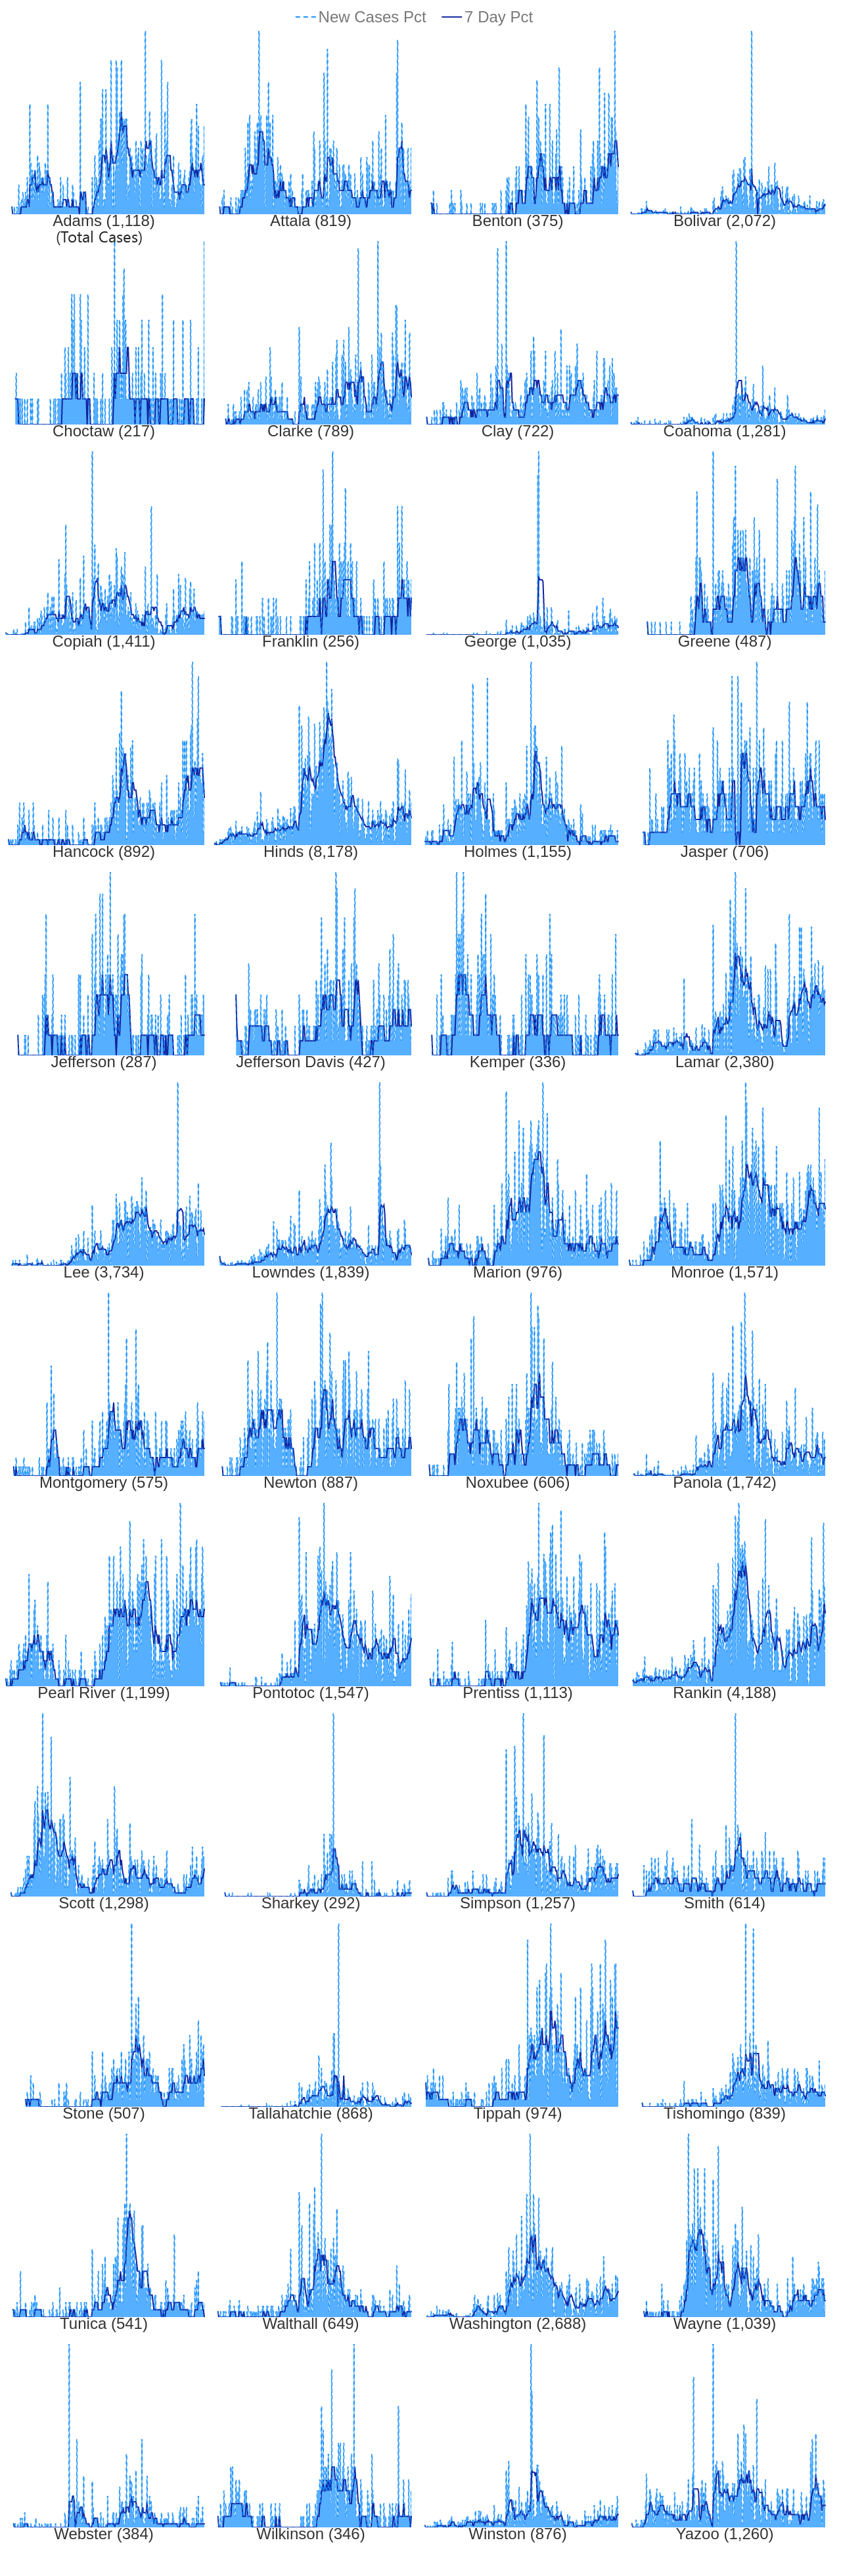 New Cases Pct 7 Day Pct
Adams (1,118) Attala (819) Benton (375) Bolivar (2,072)
(Total Cases)
Choctaw (217) Clarke (789) Clay (722) Coahoma (1,281)
Copiah (1,411) Franklin (256) George (1,035) Greene (487)
Hancock (892) Hinds (8,178) Holmes (1,155) Jasper (706)
Jefferson (287) Jefferson Davis (427) Kemper (336) Lamar (2,380)
Lee (3,734) Lowndes (1,839) Marion (976) Monroe (1,571)
Montgomery (575) Newton (887) Noxubee (606) Panola (1,742)
Pearl River (1,199) Pontotoc (1,547) Prentiss (1,113) Rankin (4,188)
Scott (1,298) Sharkey (292) Simpson (1,257) Smith (614)
Stone (507) Tallahatchie (868) Tippah (974) Tishomingo (839)
Tunica (541) Walthall (649) Washington (2,688) Wayne (1,039)
Webster (384) Wilkinson (346) Winston (876) Yazoo (1,260)